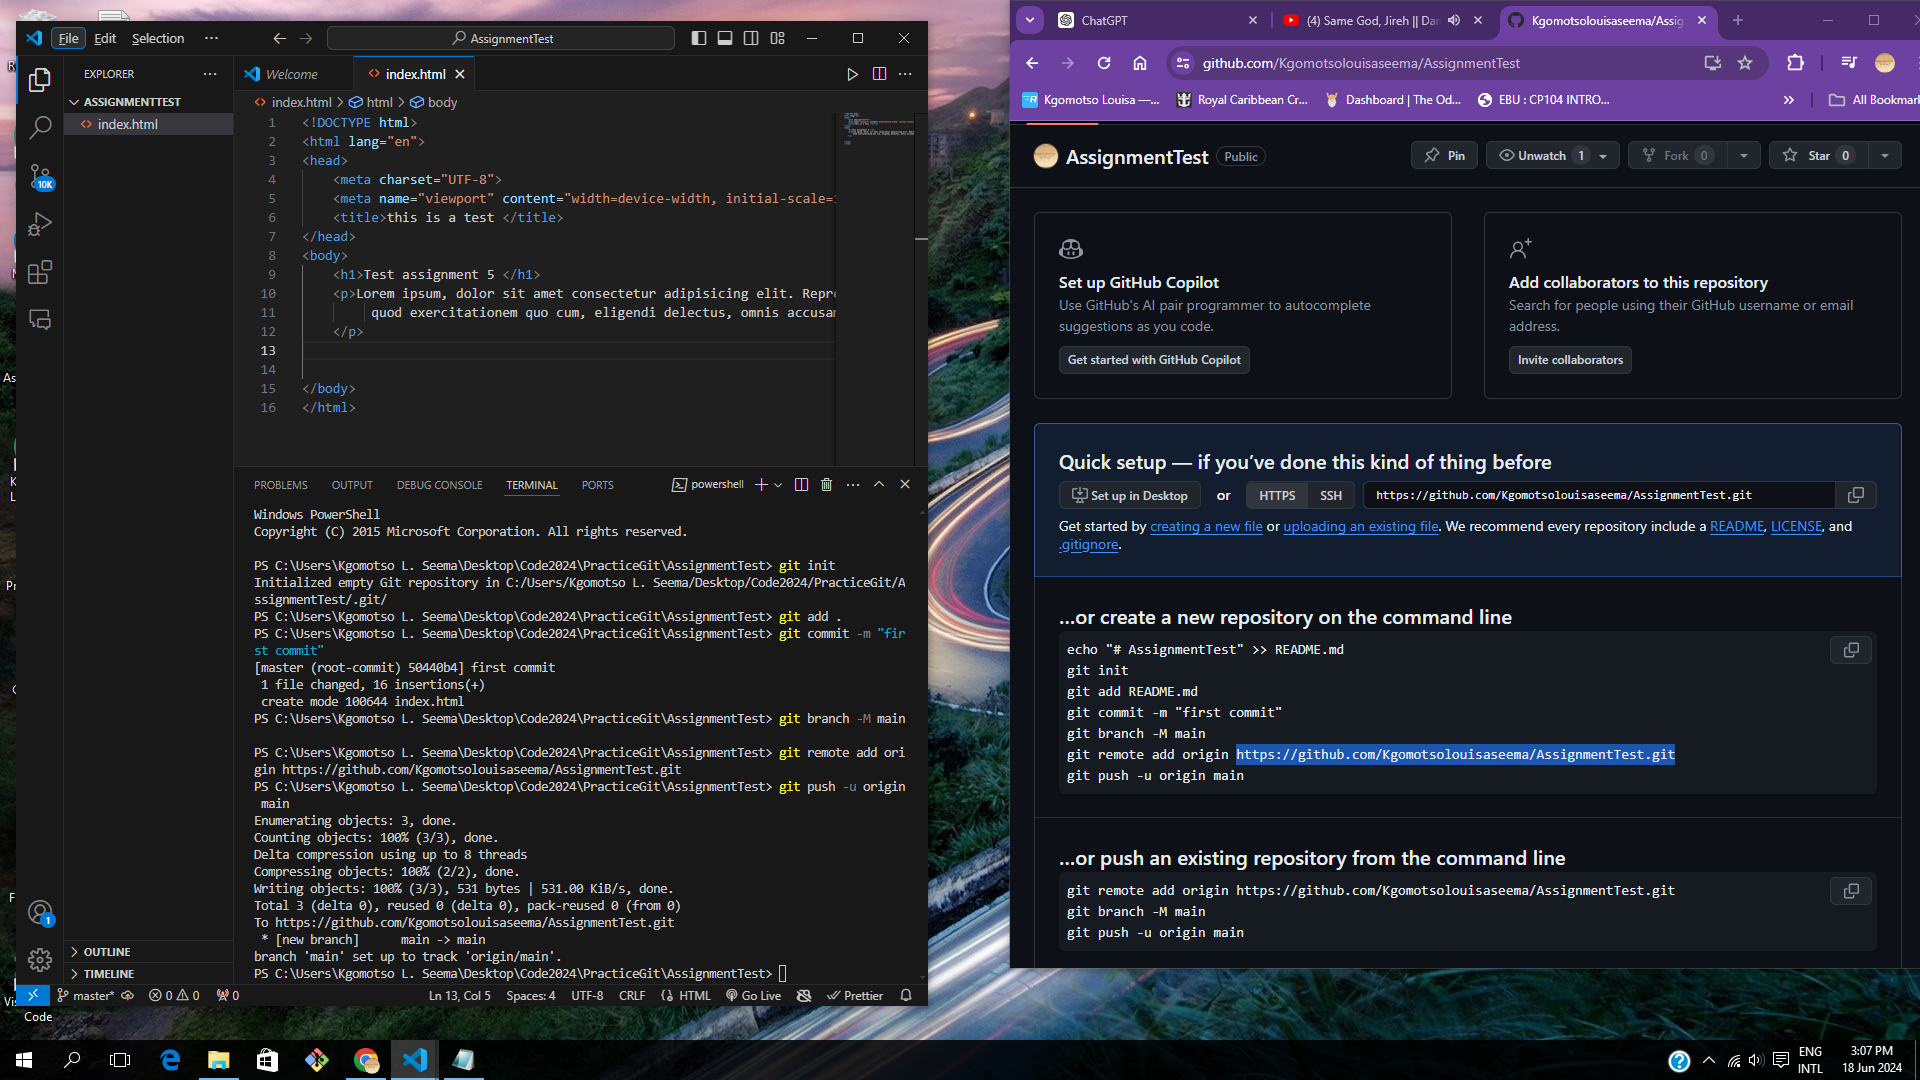 File Edit Selection ···
AssignmentTest
EXPLORER
ASSIGNMENTTEST
index.html
10K
1
OUTLINE
TIMELINE
Welcome
index.html
index.html > html > body
1 <!DOCTYPE html>
2 <html lang="en">
3 <head>
4 <meta charset="UTF-8">
5 <meta name="viewport" content="width=device-width, initial-scale=
6 <title>this is a test </title>
7 </head>
8 <body>
9 <h1>Test assignment 5 </h1>
10 <p>Lorem ipsum, dolor sit amet consectetur adipisicing elit. Repr
11 quod exercitationem quo cum, eligendi delectus, omnis accusa
12 </p>
13
14
15 </body>
16 </html>
PROBLEMS OUTPUT DEBUG CONSOLE TERMINAL PORTS
powershell
Windows PowerShell
Copyright (C) 2015 Microsoft Corporation. All rights reserved.
PS C:\Users\Kgomotso L. Seema\Desktop\Code2024\PracticeGit\AssignmentTest> git init
Initialized empty Git repository in C:/Users/Kgomotso L. Seema/Desktop/Code2024/PracticeGit/A
ssignmentTest/.git/
PS C:\Users\Kgomotso L. Seema\Desktop\Code2024\PracticeGit\AssignmentTest> git add .
PS C:\Users\Kgomotso L. Seema\Desktop\Code2024\PracticeGit\AssignmentTest> git commit -m "fir
st commit"
[master (root-commit) 50440b4] first commit
1 file changed, 16 insertions(+)
create mode 100644 index.html
PS C:\Users\Kgomotso L. Seema\Desktop\Code2024\PracticeGit\AssignmentTest> git branch -M main
PS C:\Users\Kgomotso L. Seema\Desktop\Code2024\PracticeGit\AssignmentTest> git remote add ori
gin https://github.com/Kgomotsolouisaseema/AssignmentTest.git
PS C:\Users\Kgomotso L. Seema\Desktop\Code2024\PracticeGit\AssignmentTest> git push -u origin
main
Enumerating objects: 3, done.
Counting objects: 100% (3/3), done.
Delta compression using up to 8 threads
Compressing objects: 100% (2/2), done.
Writing objects: 100% (3/3), 531 bytes | 531.00 KiB/s, done.
Total 3 (delta 0), reused 0 (delta 0), pack-reused 0 (from 0)
To https://github.com/Kgomotsolouisaseema/AssignmentTest.git
* [new branch] main -> main
branch 'main' set up to track 'origin/main'.
PS C:\Users\Kgomotso L. Seema\Desktop\Code2024\PracticeGit\AssignmentTest>
master* 0 0 0 Ln 13, Col 5 Spaces: 4 UTF-8 CRLF HTML Go Live Prettier
Code
ChatGPT
(4) Same God, Jireh || Da
Kgomotsolouisaseema/Assig
github.com/Kgomotsolouisaseema/AssignmentTest
Kgomotso Louisa —...
Royal Caribbean Cr...
Dashboard | The Od...
EBU : CP104 INTRO...
All Bookmar
AssignmentTest Public
Pin
Unwatch 1
Fork 0
Star 0
Set up GitHub Copilot
Use GitHub's AI pair programmer to autocomplete
suggestions as you code.
Get started with GitHub Copilot
Add collaborators to this repository
Search for people using their GitHub username or email
address.
Invite collaborators
Quick setup — if you've done this kind of thing before
Set up in Desktop or HTTPS SSH https://github.com/Kgomotsolouisaseema/AssignmentTest.git
Get started by creating a new file or uploading an existing file. We recommend every repository include a README, LICENSE, and
.gitignore.
...or create a new repository on the command line
echo "# AssignmentTest" >> README.md
git init
git add README.md
git commit -m "first commit"
git branch -M main
git remote add origin https://github.com/Kgomotsolouisaseema/AssignmentTest.git
git push -u origin main
...or push an existing repository from the command line
git remote add origin https://github.com/Kgomotsolouisaseema/AssignmentTest.git
git branch -M main
git push -u origin main
ENG
INTL
3:07 PM
18 Jun 2024